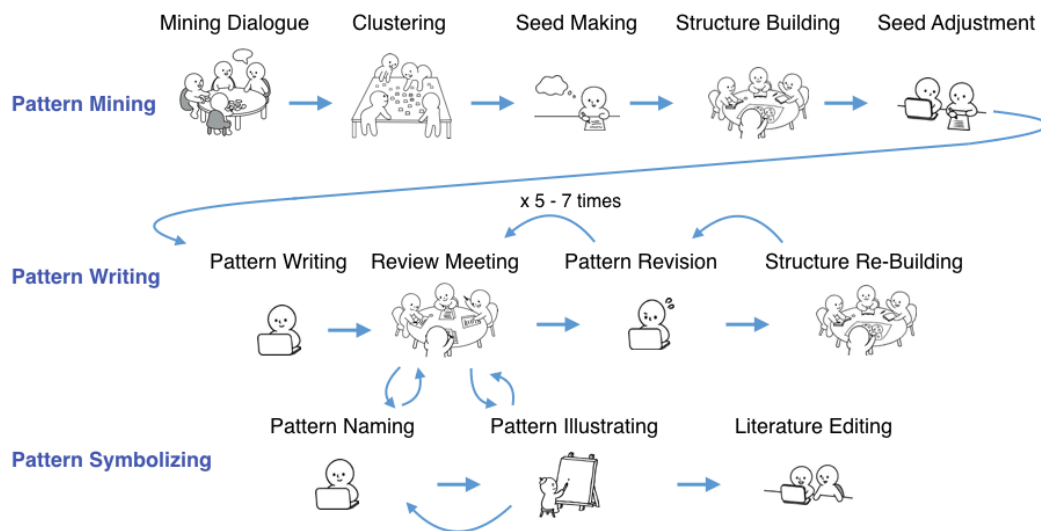 Mining Dialogue
Clustering
Seed Making
Structure Building
Seed Adjustment
Pattern Mining
x 5 - 7 times
Pattern Writing
Pattern Writing
Review Meeting
Pattern Revision
Structure Re-Building
Pattern Naming
Pattern Illustrating
Literature Editing
Pattern Symbolizing